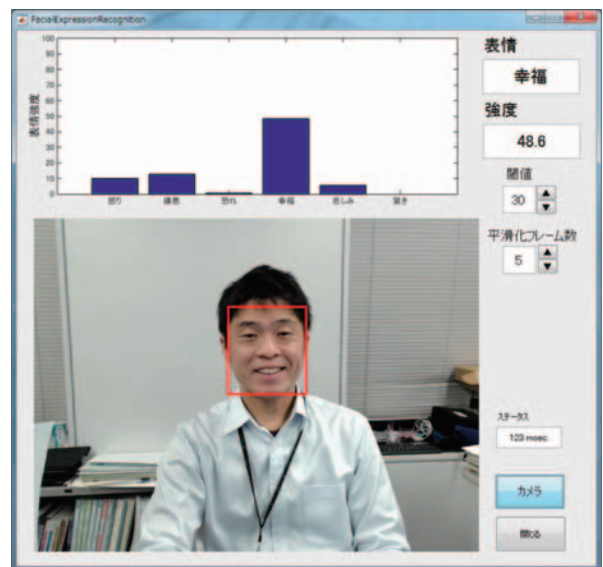 FacialExpressionRecognition
表情強度
100
90
80
70
60
50
40
30
20
10
0
怒り 嫌悪 恐れ 幸福 悲しみ 驚き
表情
幸福
強度
48.6
閾値
30
平滑化フレーム数
5
ステータス
123 msec
カメラ
閉じる